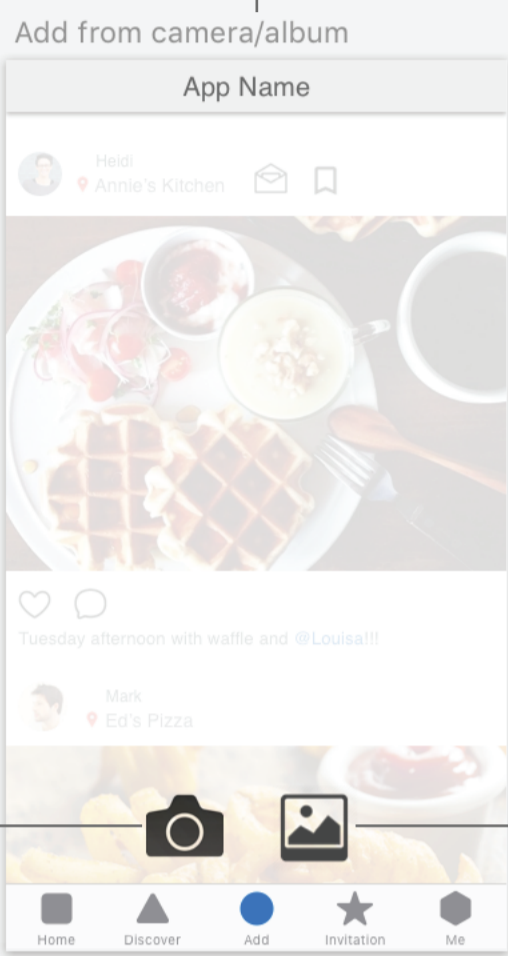 Add from camera/album
App Name
Heidi
Annie's Kitchen
Tuesday afternoon with waffle and @Louisa!!!
Mark
Ed's Pizza
Home
Discover
Add
Invitation
Me